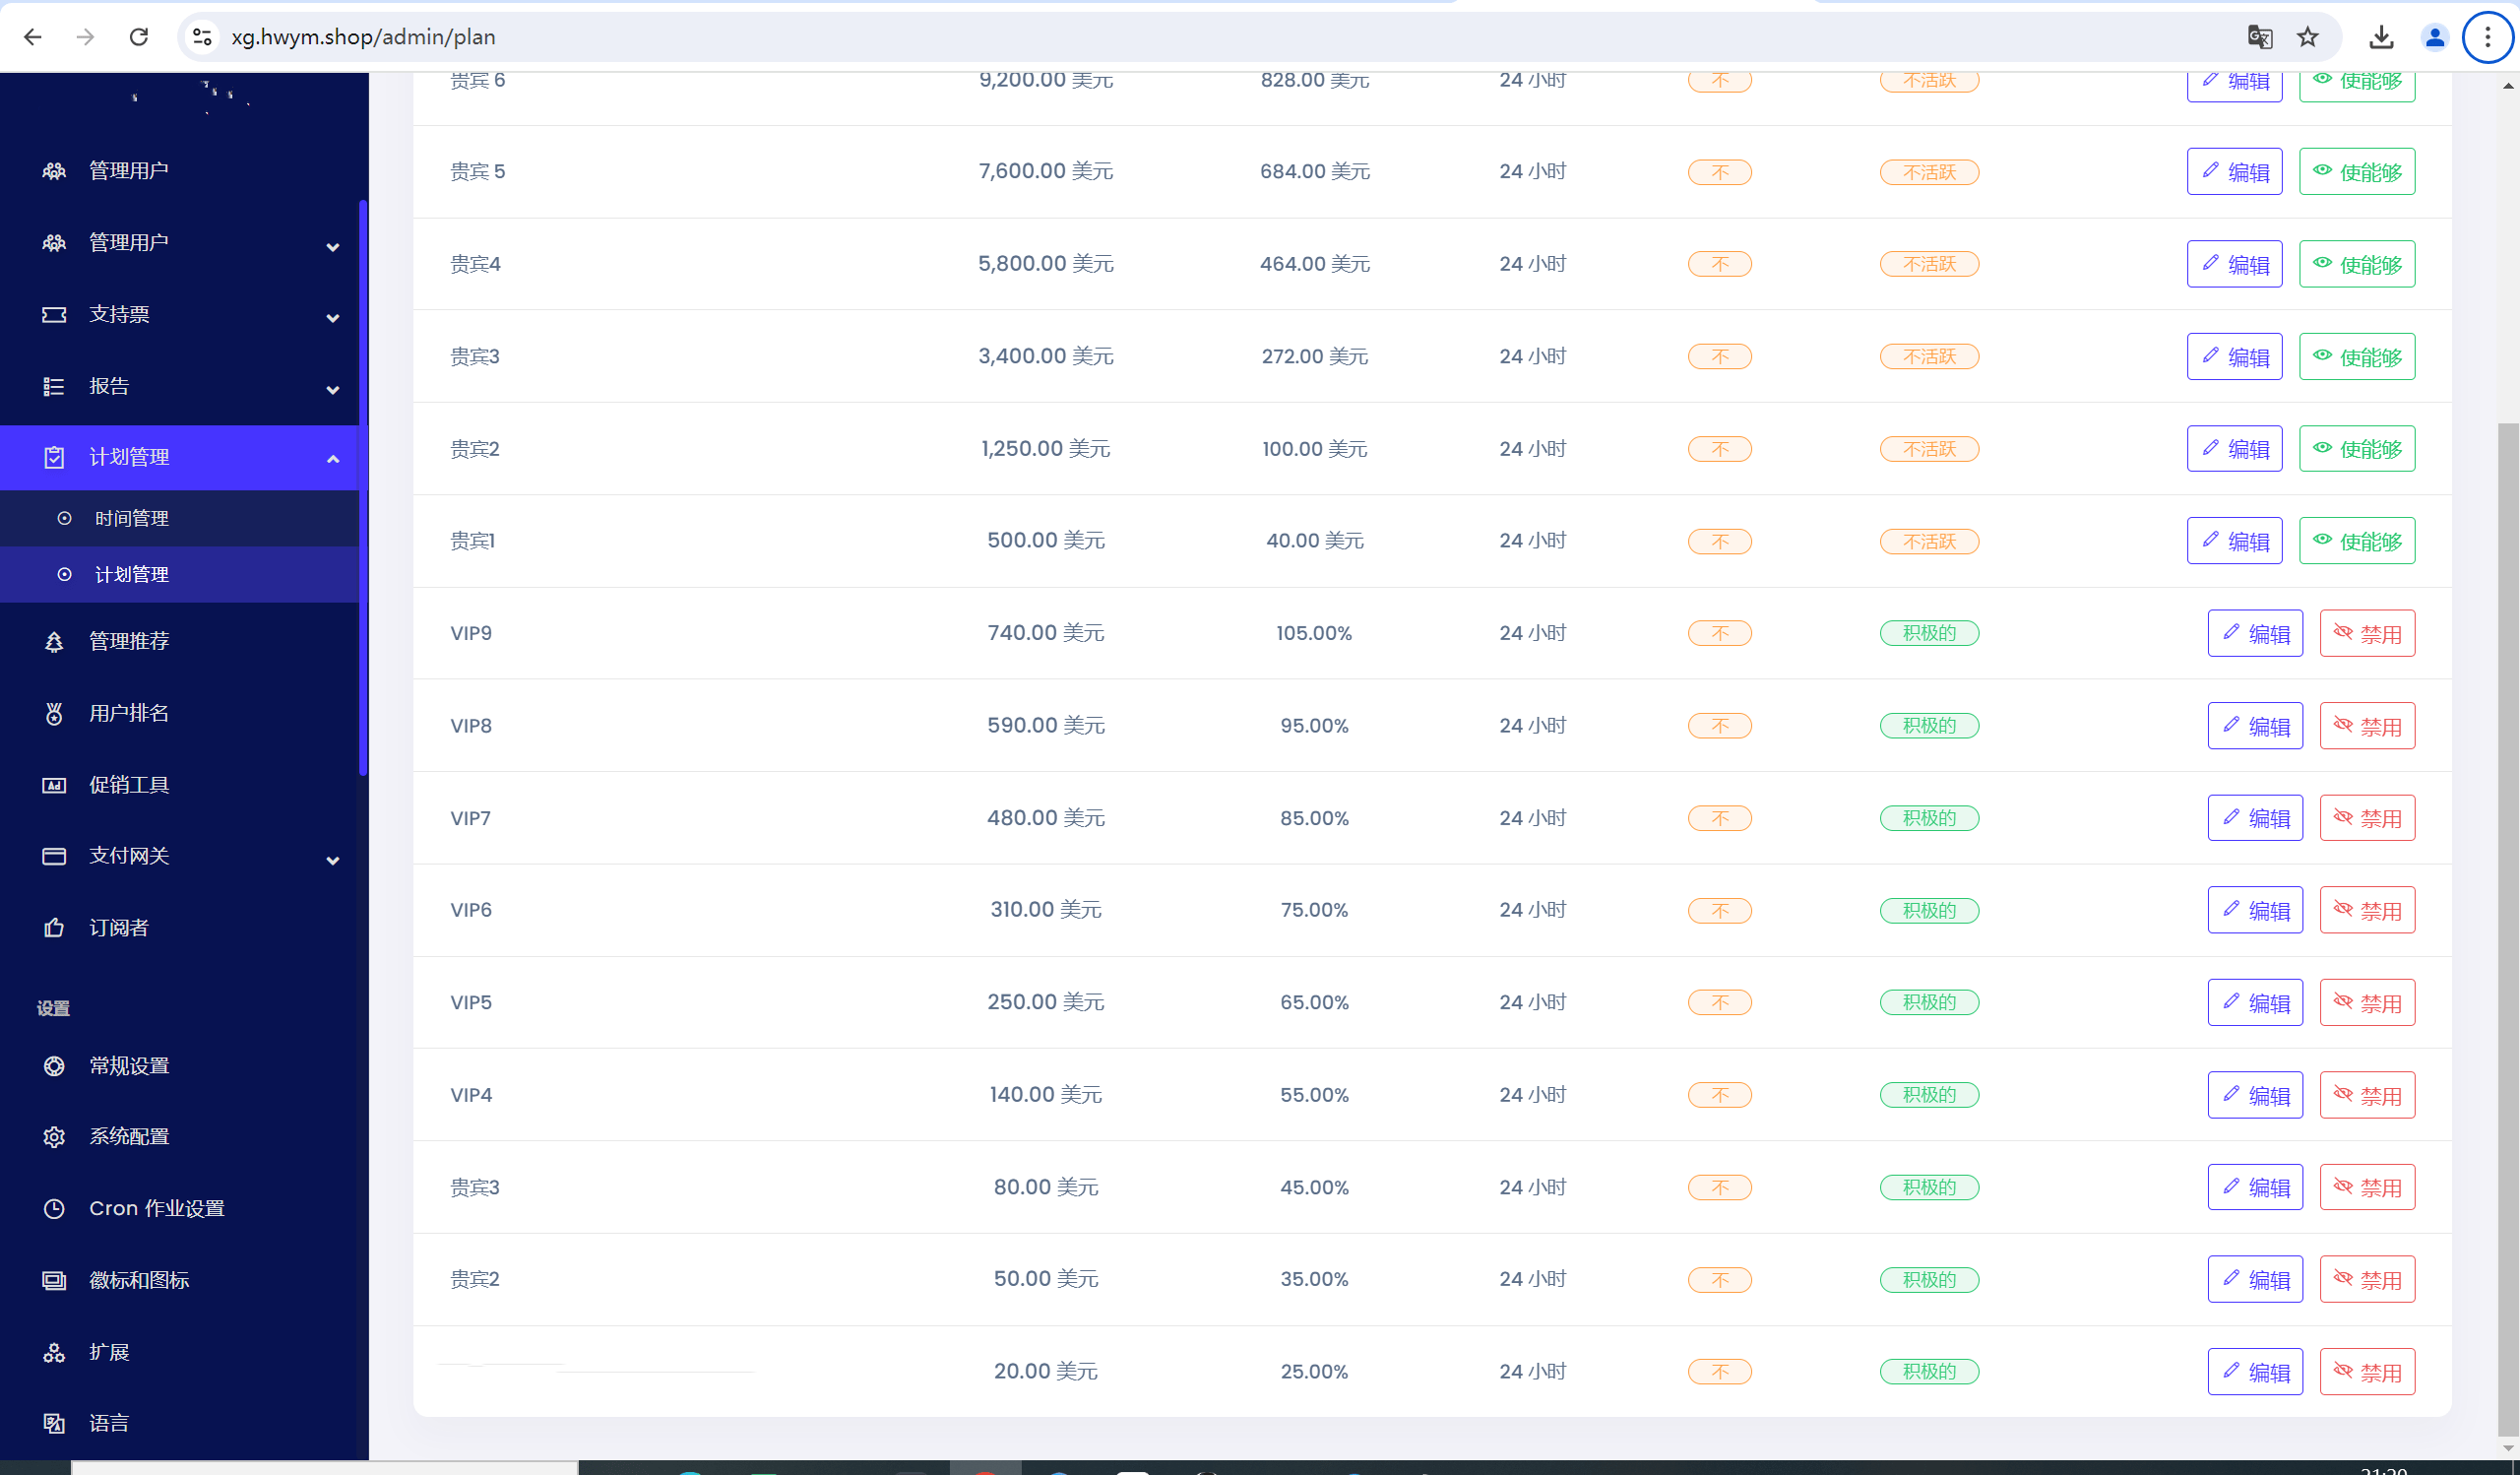 xg.hwym.shop/admin/plan
管理用户
管理用户
支持票
报告
计划管理
时间管理
计划管理
管理推荐
用户排名
促销工具
支付网关
订阅者
设置
常规设置
系统配置
Cron 作业设置
徽标和图标
扩展
语言
贵宾 6 9,200.00 美元 828.00 美元 24 小时 不 不活跃 编辑 使能够
贵宾 5 7,600.00 美元 684.00 美元 24 小时 不 不活跃 编辑 使能够
贵宾4 5,800.00 美元 464.00 美元 24 小时 不 不活跃 编辑 使能够
贵宾3 3,400.00 美元 272.00 美元 24 小时 不 不活跃 编辑 使能够
贵宾2 1,250.00 美元 100.00 美元 24 小时 不 不活跃 编辑 使能够
贵宾1 500.00 美元 40.00 美元 24 小时 不 不活跃 编辑 使能够
VIP9 740.00 美元 105.00% 24 小时 不 积极的 编辑 禁用
VIP8 590.00 美元 95.00% 24 小时 不 积极的 编辑 禁用
VIP7 480.00 美元 85.00% 24 小时 不 积极的 编辑 禁用
VIP6 310.00 美元 75.00% 24 小时 不 积极的 编辑 禁用
VIP5 250.00 美元 65.00% 24 小时 不 积极的 编辑 禁用
VIP4 140.00 美元 55.00% 24 小时 不 积极的 编辑 禁用
贵宾3 80.00 美元 45.00% 24 小时 不 积极的 编辑 禁用
贵宾2 50.00 美元 35.00% 24 小时 不 积极的 编辑 禁用
20.00 美元 25.00% 24 小时 不 积极的 编辑 禁用